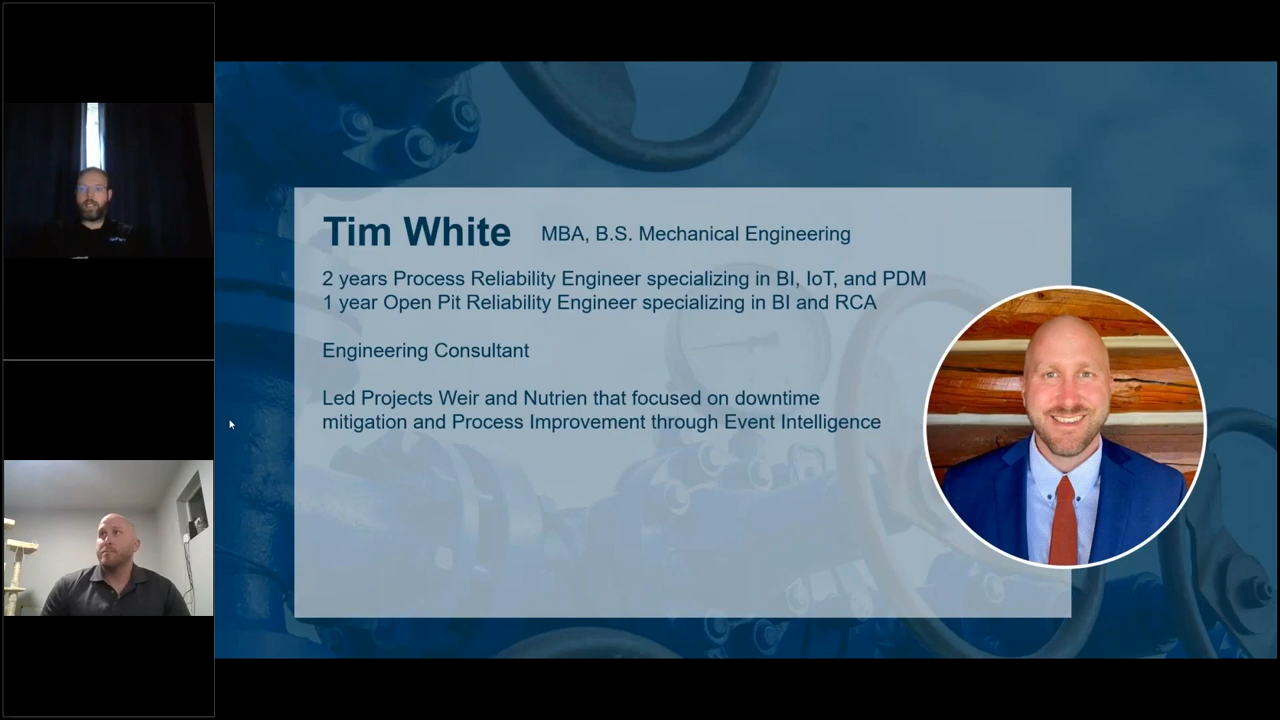 Tim White MBA, B.S. Mechanical Engineering
2 years Process Reliability Engineer specializing in BI, IoT, and PDM
1 year Open Pit Reliability Engineer specializing in BI and RCA
Engineering Consultant
Led Projects Weir and Nutrien that focused on downtime
mitigation and Process Improvement through Event Intelligence